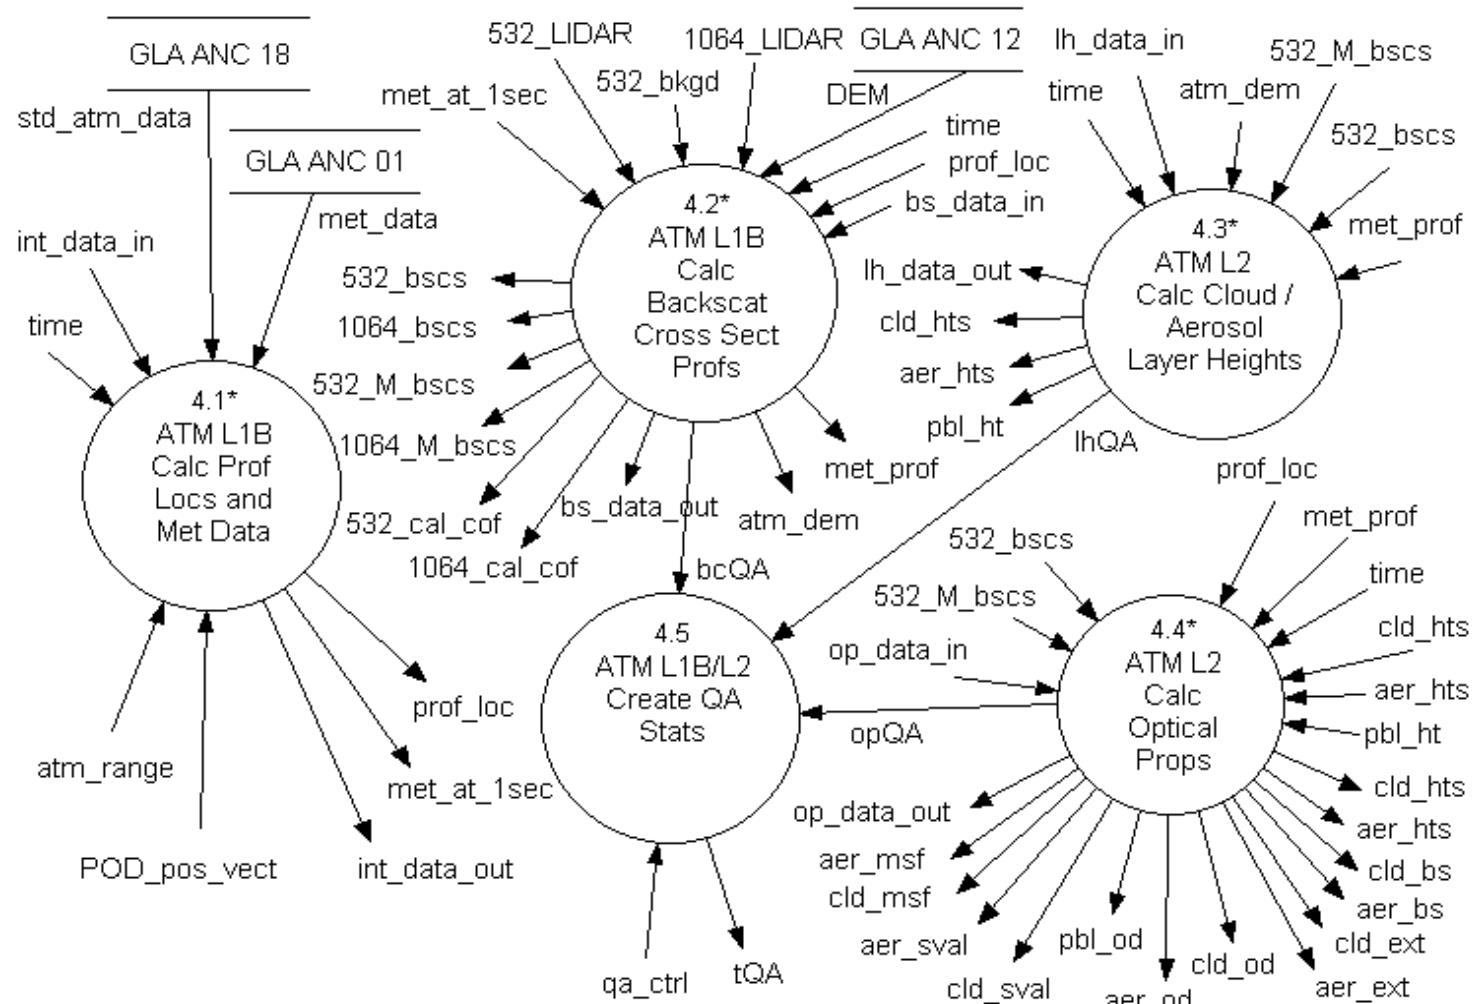 GLA ANC 18
std_atm_data
GLA ANC 01
met_data
int_data_in
time
4.1*
ATM L1B
Calc Prof
Locs and
Met Data
atm_range
POD_pos_vect
prof_loc
met_at_1sec
int_data_out
532_LIDAR
1064_LIDAR
GLA ANC 12
532_bkgd
met_at_1sec
DEM
time
prof_loc
bs_data_in
4.2*
ATM L1B
Calc
Backscat
Cross Sect
Profs
532_bscs
1064_bscs
532_M_bscs
1064_M_bscs
532_cal_cof
1064_cal_cof
bs_data_out
atm_dem
met_prof
bcQA
lh_data_in
532_M_bscs
time
atm_dem
532_bscs
met_prof
4.3*
ATM L2
Calc Cloud /
Aerosol
Layer Heights
lh_data_out
cld_hts
aer_hts
pbl_ht
lhQA
4.5
ATM L1B/L2
Create QA
Stats
qa_ctrl
tQA
opQA
prof_loc
met_prof
532_bscs
time
532_M_bscs
cld_hts
op_data_in
aer_hts
pbl_ht
4.4*
ATM L2
Calc
Optical
Props
cld_hts
aer_hts
cld_bs
aer_bs
cld_ext
aer_ext
op_data_out
aer_msf
cld_msf
aer_sval
cld_sval
pbl_od
aer_od
cld_od